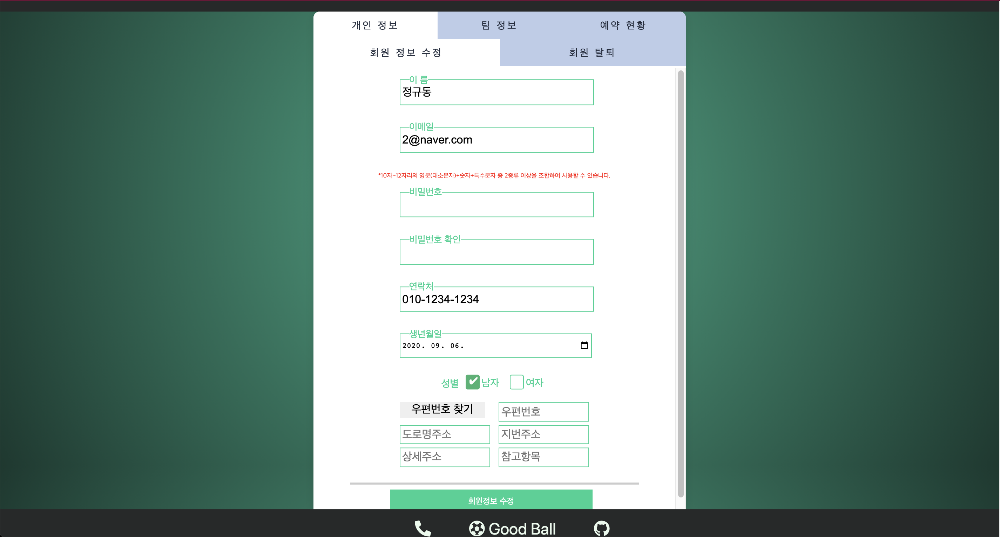 개인 정보 팀 정보 예약 현황
회원 정보 수정 회원 탈퇴
이 름
정규동
이메일
2@naver.com
*10자~12자리의 영문(대소문자)+숫자+특수문자 중 2종류 이상을 조합하여 사용할 수 있습니다.
비밀번호
비밀번호 확인
연락처
010-1234-1234
생년월일
2020. 09. 06.
성별 남자 여자
우편번호 찾기 우편번호
도로명주소 지번주소
상세주소 참고항목
회원정보 수정
Good Ball